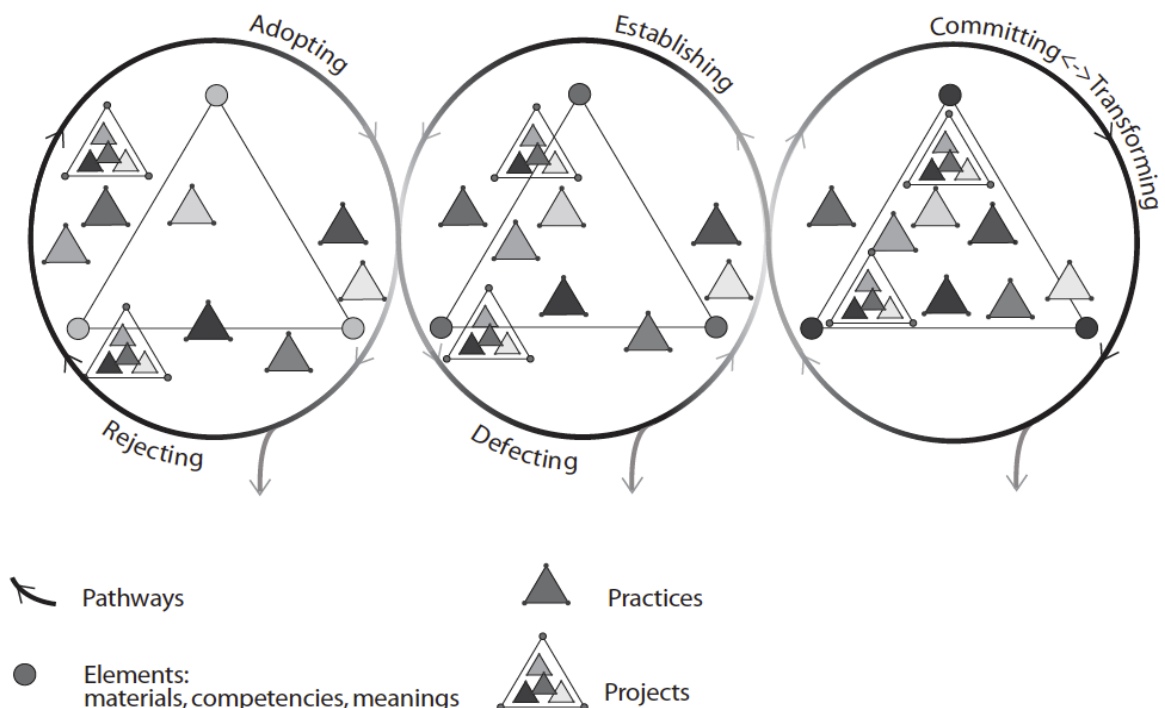 Adopting
Establishing
Committing<->Transforming
Rejecting
Defecting
Pathways
Practices
Elements:
materials, competencies, meanings
Projects